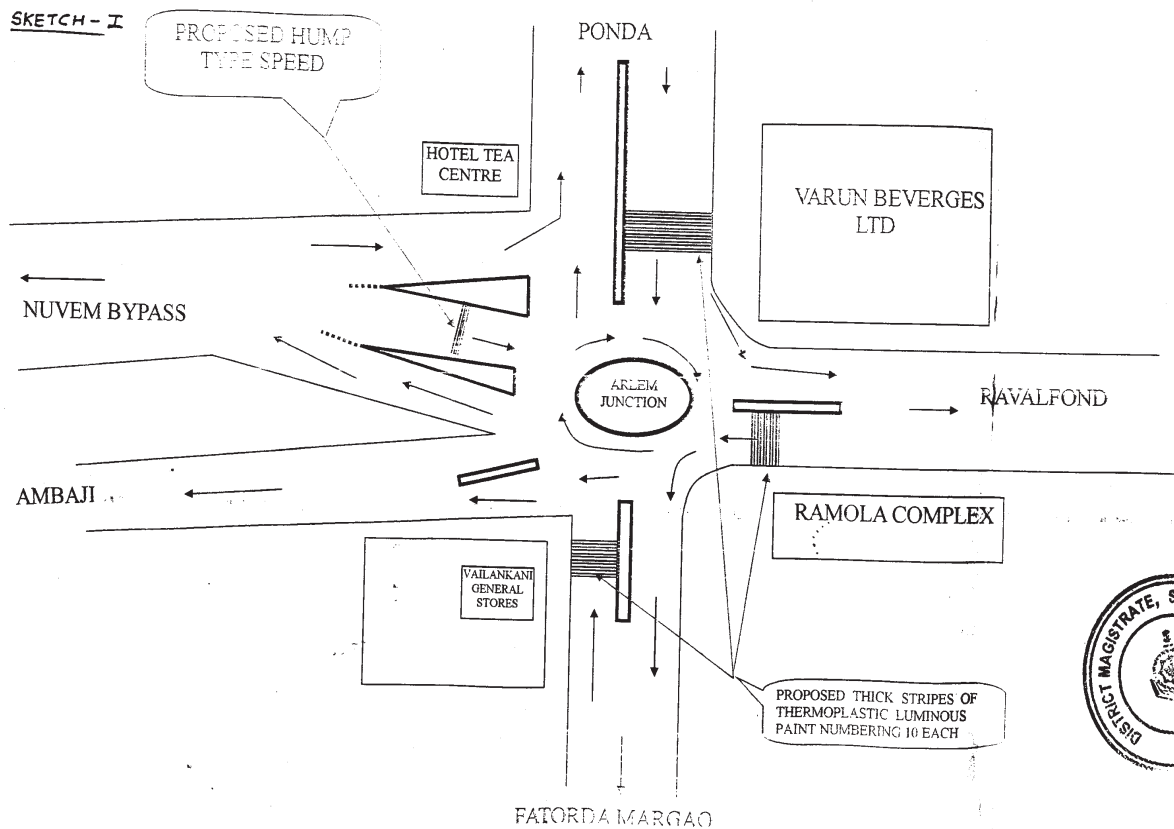 SKETCH - I
PROPOSED HUMP
TYPE SPEED
PONDA
HOTEL TEA
CENTRE
VARUN BEVERGES
LTD
NUVEM BYPASS
ARLEM
JUNCTION
RAVALFOND
AMBAJI
RAMOLA COMPLEX
VAILANKANI
GENERAL
STORES
PROPOSED THICK STRIPES OF
THERMOPLASTIC LUMINOUS
PAINT NUMBERING 10 EACH
DISTRICT MAGISTRATE, S
FATORDA MARGAO